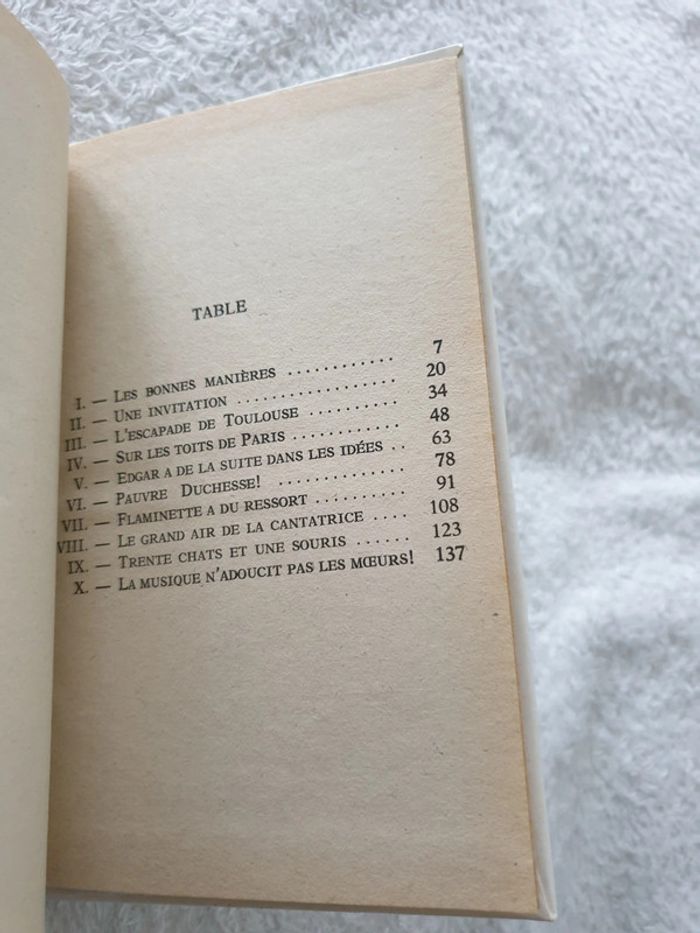 TABLE
I. — LES BONNES MANIÈRES ............ 7
II. — UNE INVITATION .................. 20
III. — L'ESCAPADE DE TOULOUSE .......... 34
IV. — SUR LES TOITS DE PARIS ............ 48
V. — EDGAR A DE LA SUITE DANS LES IDÉES .. 63
VI. — PAUVRE DUCHESSE! .............. 78
VII. — FLAMINETTE A DU RESSORT .......... 91
VIII. — LE GRAND AIR DE LA CANTATRICE .... 108
IX. — TRENTE CHATS ET UNE SOURIS ...... 123
X. — LA MUSIQUE N'ADOUCIT PAS LES MŒURS! 137